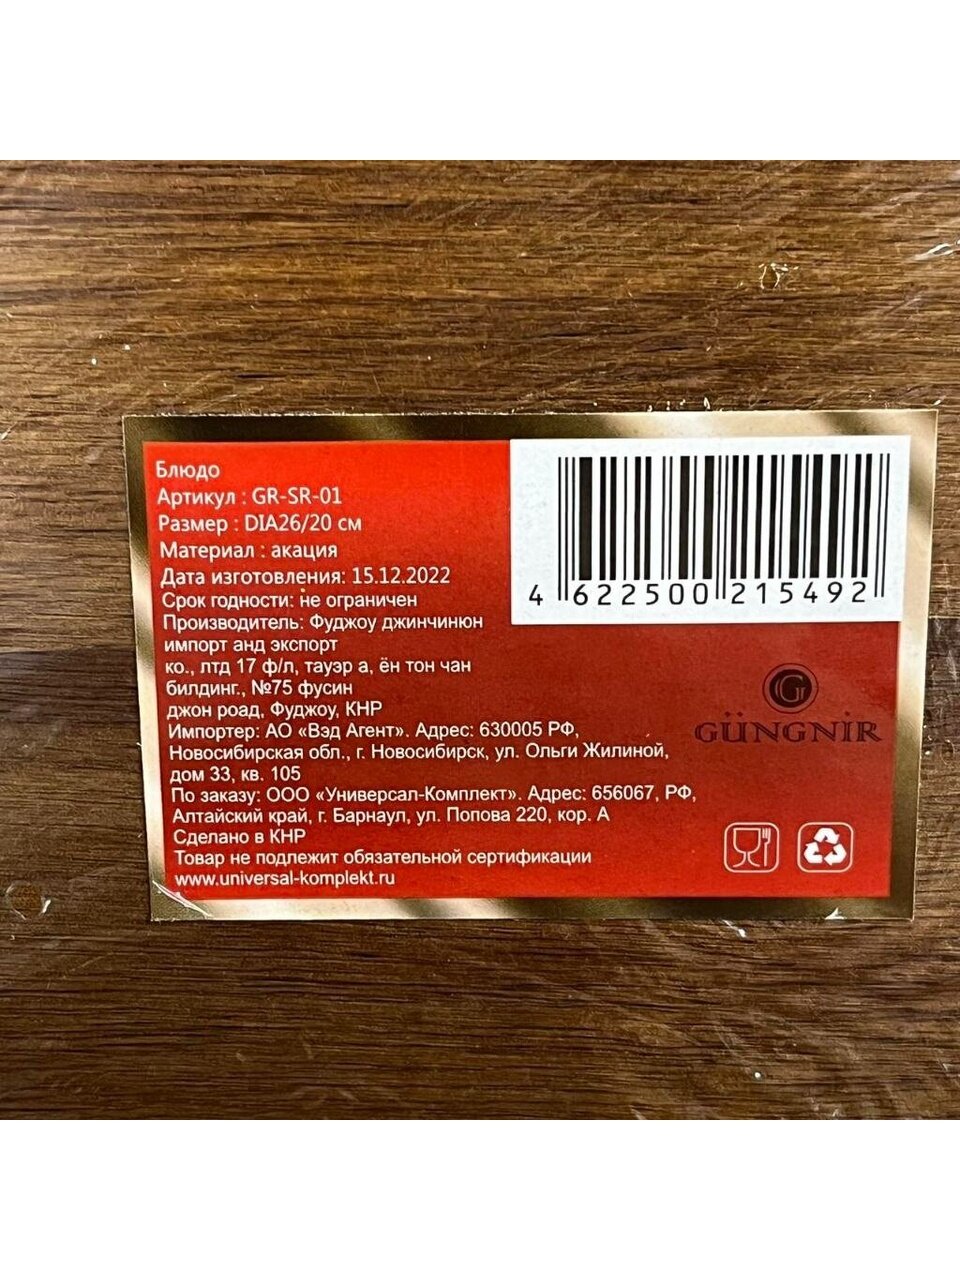 Блюдо
Артикул : GR-SR-01
Размер : DIA26/20 см
Материал : акация
Дата изготовления: 15.12.2022
Срок годности: не ограничен
Производитель: Фуджоу джинчинюн
импорт анд экспорт
ко., лтд 17 ф/л, тауэр а, ён тон чан
билдинг., №75 фусин
джон роад, Фуджоу, КНР
Импортер: АО «Вэд Агент». Адрес: 630005 РФ,
Новосибирская обл., г. Новосибирск, ул. Ольги Жилиной,
дом 33, кв. 105
По заказу: ООО «Универсал-Комплект». Адрес: 656067, РФ,
Алтайский край, г. Барнаул, ул. Попова 220, кор. А
Сделано в КНР
Товар не подлежит обязательной сертификации
www.universal-komplekt.ru
4 622500 215492
G
GÜNGNIR